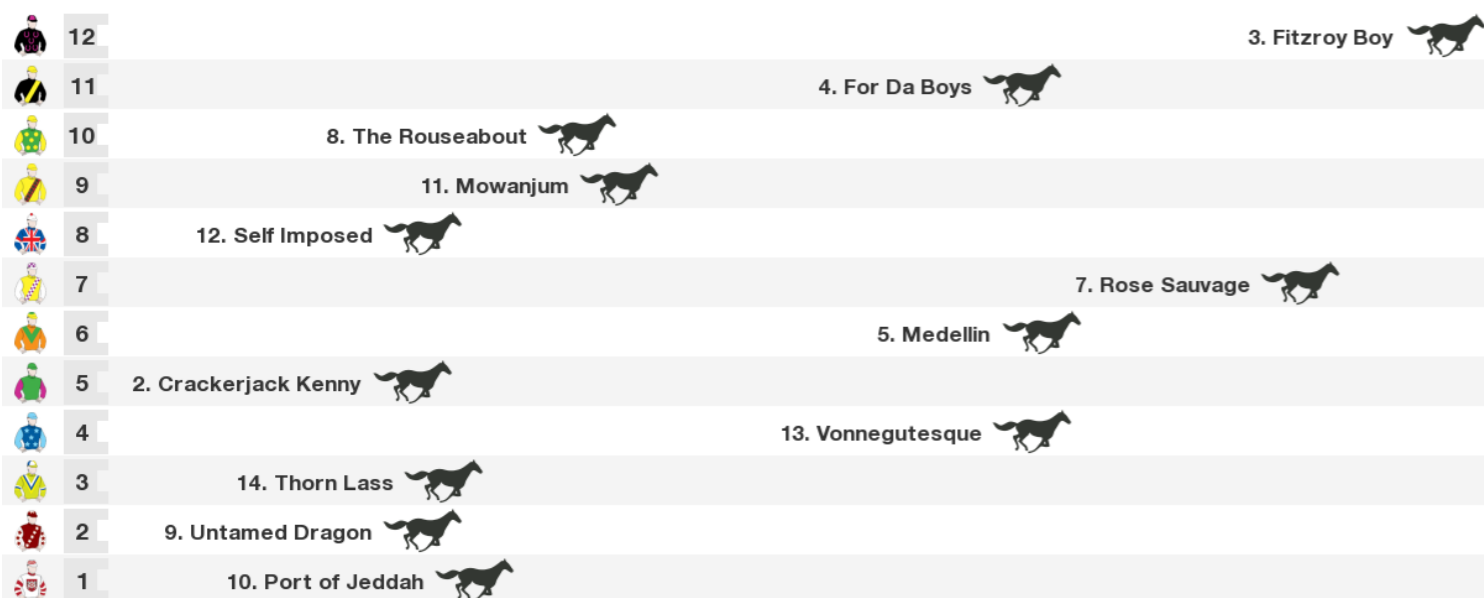 12 3. Fitzroy Boy
11 4. For Da Boys
10 8. The Rouseabout
9 11. Mowanjum
8 12. Self Imposed
7 7. Rose Sauvage
6 5. Medellin
5 2. Crackerjack Kenny
4 13. Vonnegutesque
3 14. Thorn Lass
2 9. Untamed Dragon
1 10. Port of Jeddah